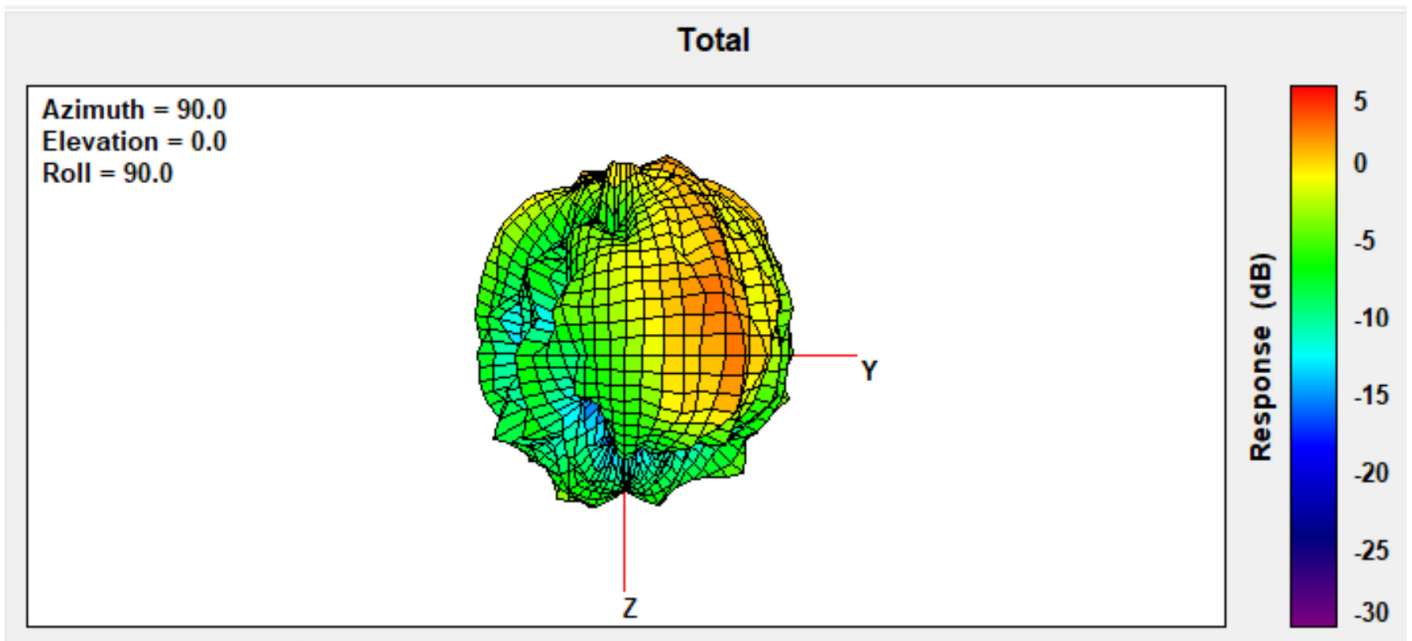 Total
Azimuth = 90.0
Elevation = 0.0
Roll = 90.0
Y
Z
5
0
-5
-10
-15
-20
-25
-30
Response (dB)